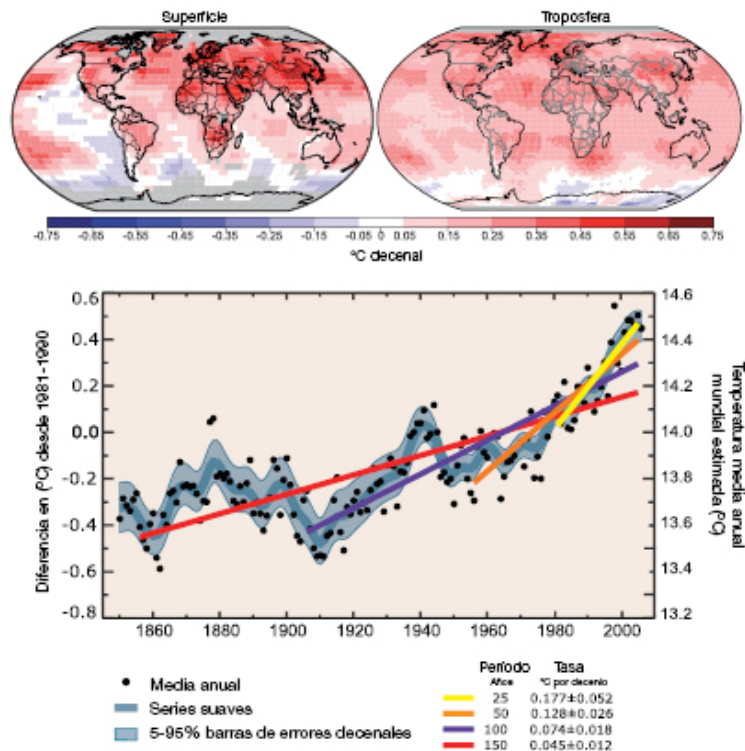 Superficie
Troposfera
-0.75 -0.65 -0.55 -0.45 -0.35 -0.25 -0.15 -0.05 0 0.05 0.15 0.25 0.35 0.45 0.55 0.65 0.75
°C decenal
Diferencia en (°C) desde 1981-1990
0.6
0.4
0.2
0.0
-0.2
-0.4
-0.6
-0.8
14.6
14.4
14.2
14.0
13.8
13.6
13.4
13.2
Temperatura media anual
mundial estimada (°C)
1860 1880 1900 1920 1940 1960 1980 2000
Media anual
Series suaves
5-95% barras de errores decenales
Período Tasa
Años °C por decenio
25 0.177±0.052
50 0.128±0.026
100 0.074±0.018
150 0.045±0.012